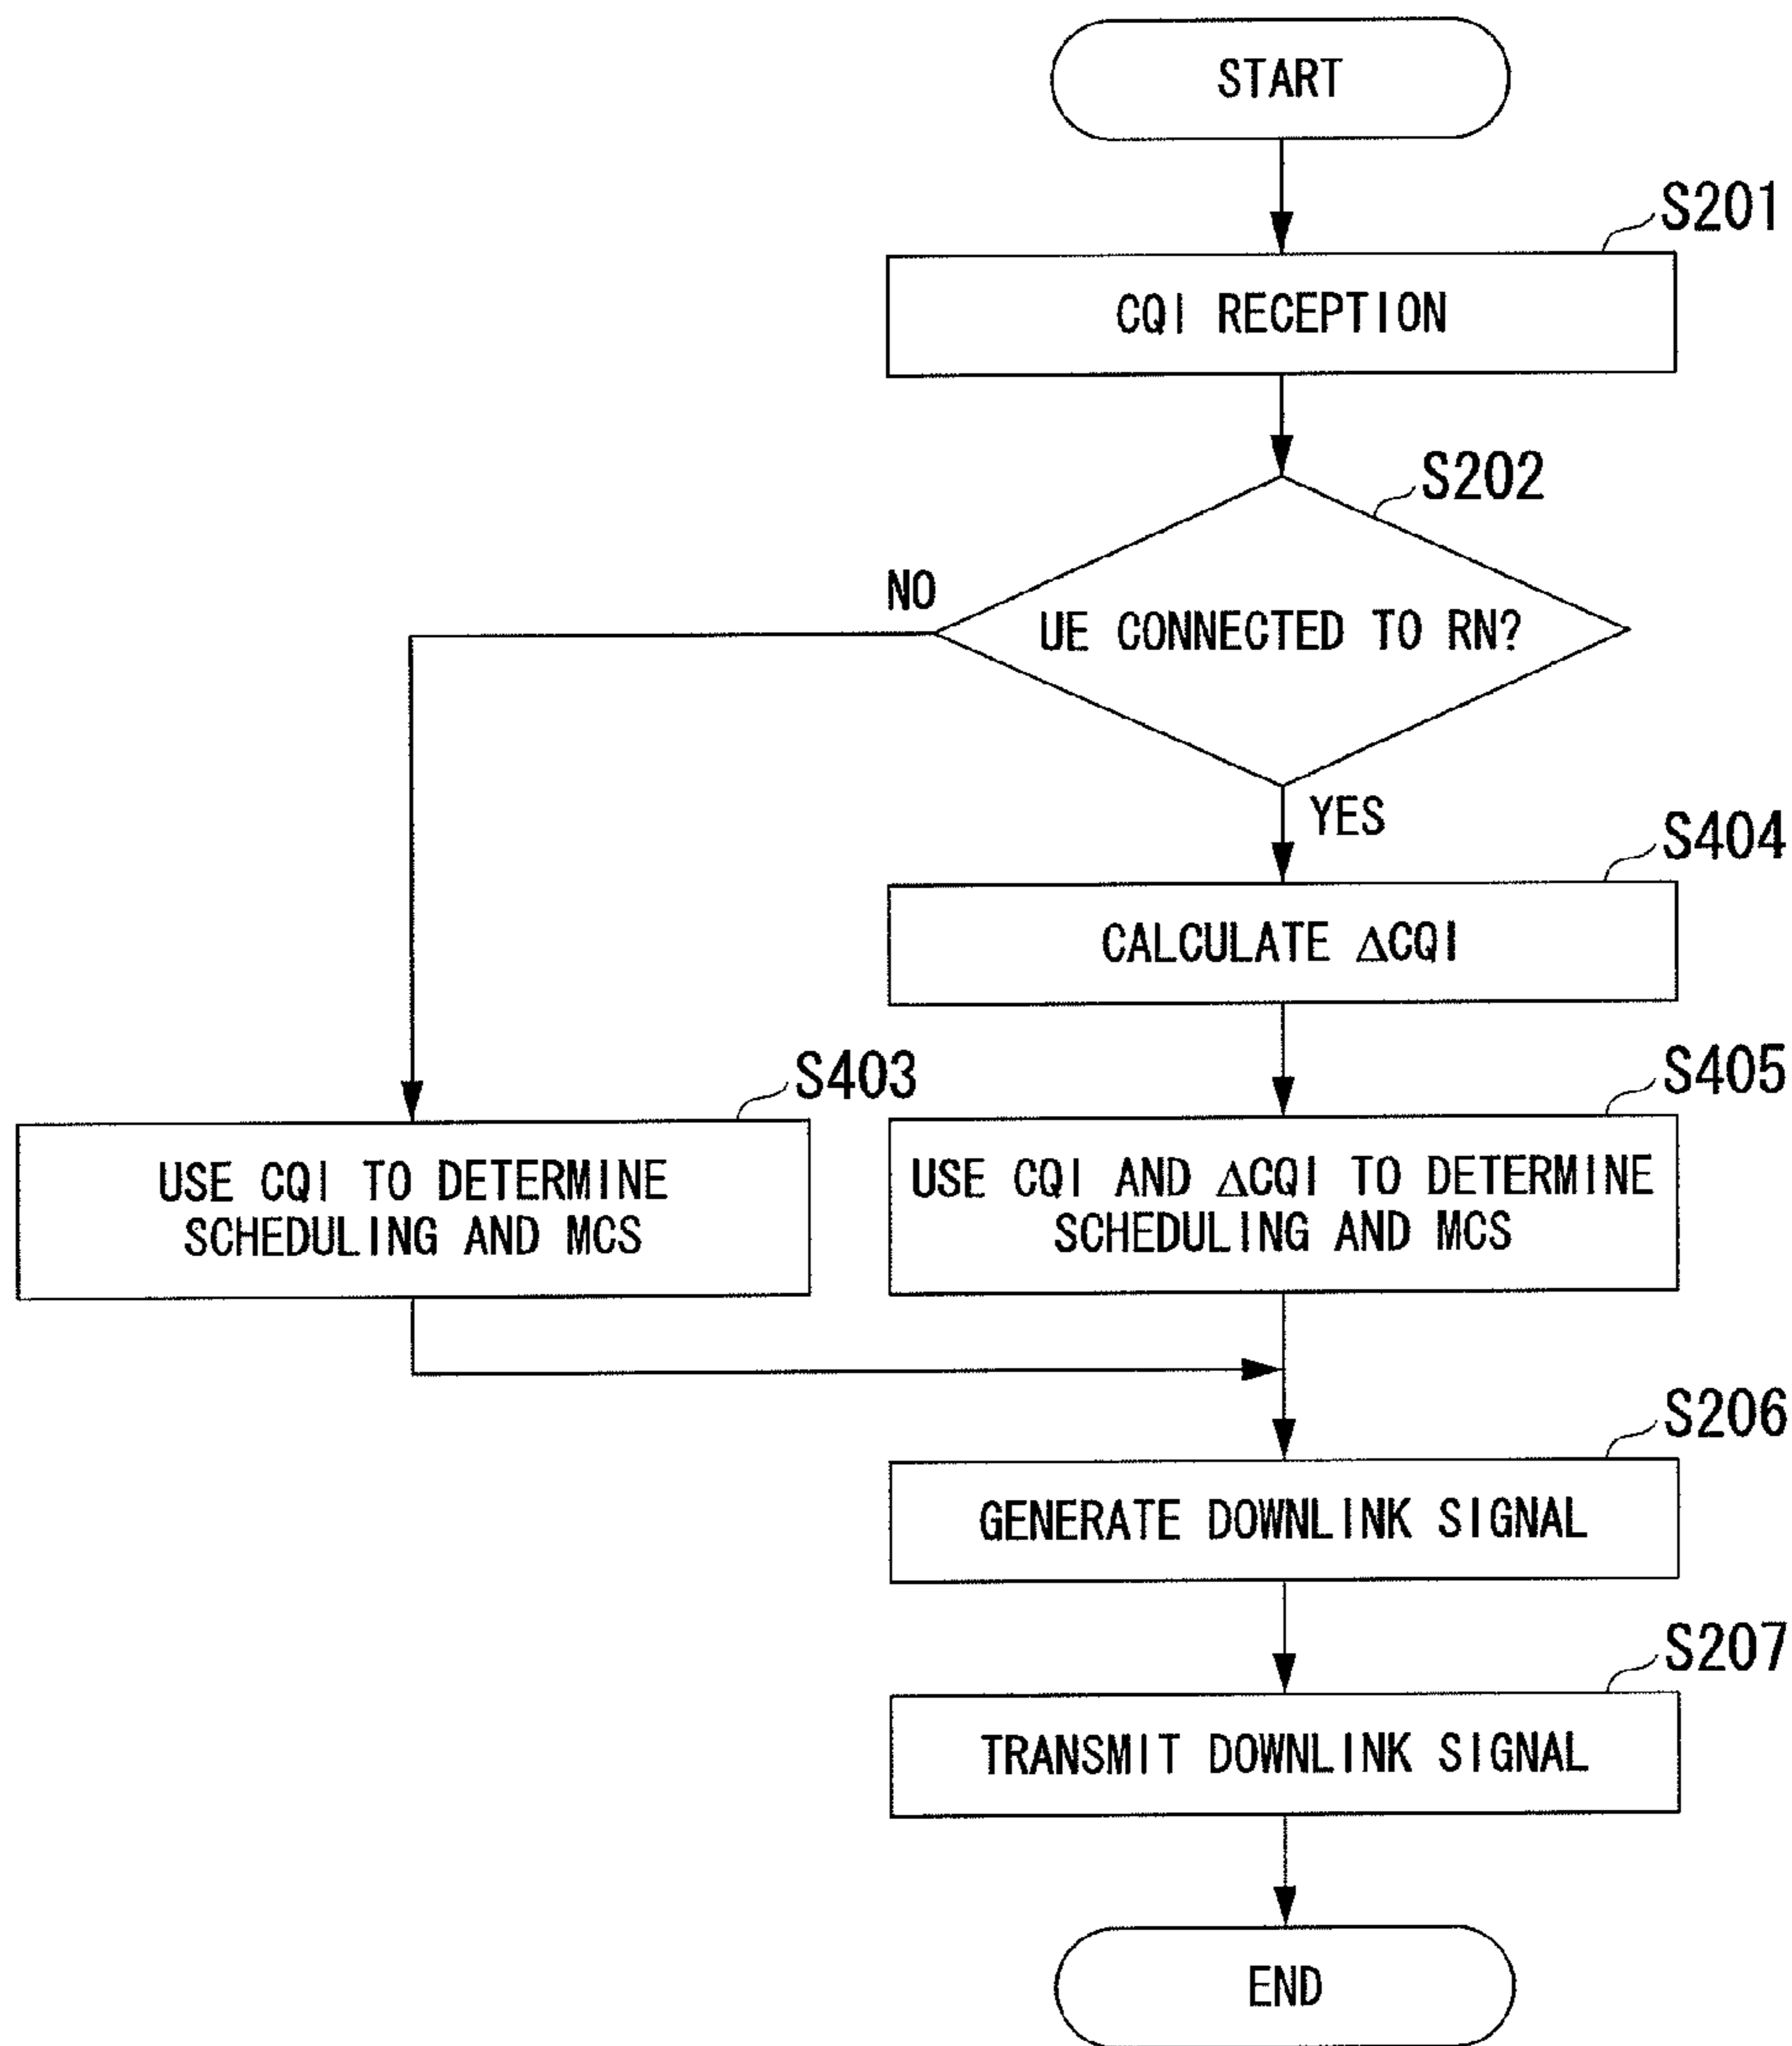 START
S201
CQI RECEPTION
S202
NO
UE CONNECTED TO RN?
YES
S404
CALCULATE ΔCQI
S403
S405
USE CQI TO DETERMINE
SCHEDULING AND MCS
USE CQI AND ΔCQI TO DETERMINE
SCHEDULING AND MCS
S206
GENERATE DOWNLINK SIGNAL
S207
TRANSMIT DOWNLINK SIGNAL
END